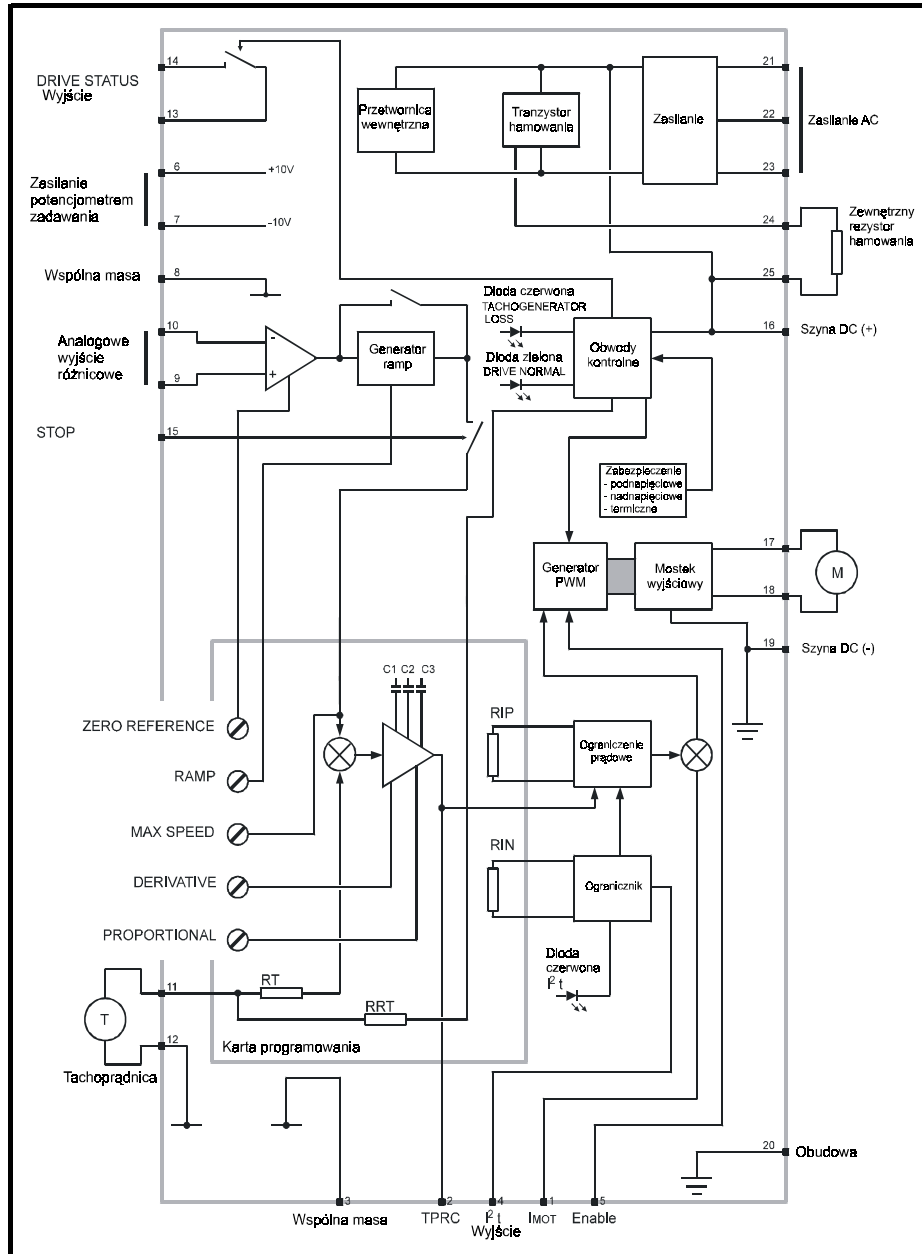 14
DRIVE STATUS
Wyjście
13
6
+10V
Zasilanie
potencjometrem
zadawania
7
-10V
Wspólna masa
8
10
Analogowe
wyjście
różnicowe
9
-
+
STOP
15
Generator
ramp
Przetwornica
wewnętrzna
Tranzystor
hamowania
Zasilanie
21
22
23
Zasilanie AC
24
Zewnętrzny
rezystor
hamowania
25
16
Szyna DC (+)
Dioda czerwona
TACHOGENERATOR
LOSS
Dioda zielona
DRIVE NORMAL
Obwody
kontrolne
Zabezpieczenie
- podnapięciowe
- nadnapięciowe
- termiczne
Generator
PWM
Mostek
wyjściowy
17
M
18
19
Szyna DC (-)
C1 C2 C3
ZERO REFERENCE
RAMP
MAX SPEED
DERIVATIVE
PROPORTIONAL
RIP
Ograniczenie
prądowe
RIN
Ogranicznik
Dioda
czerwona
I² t
11
RT
T
RRT
12
Karta programowania
Tachoprądnica
20
Obudowa
3
2
4
1
5
Wspólna masa
TPRC
I² t
Wyjście
IMOT
Enable